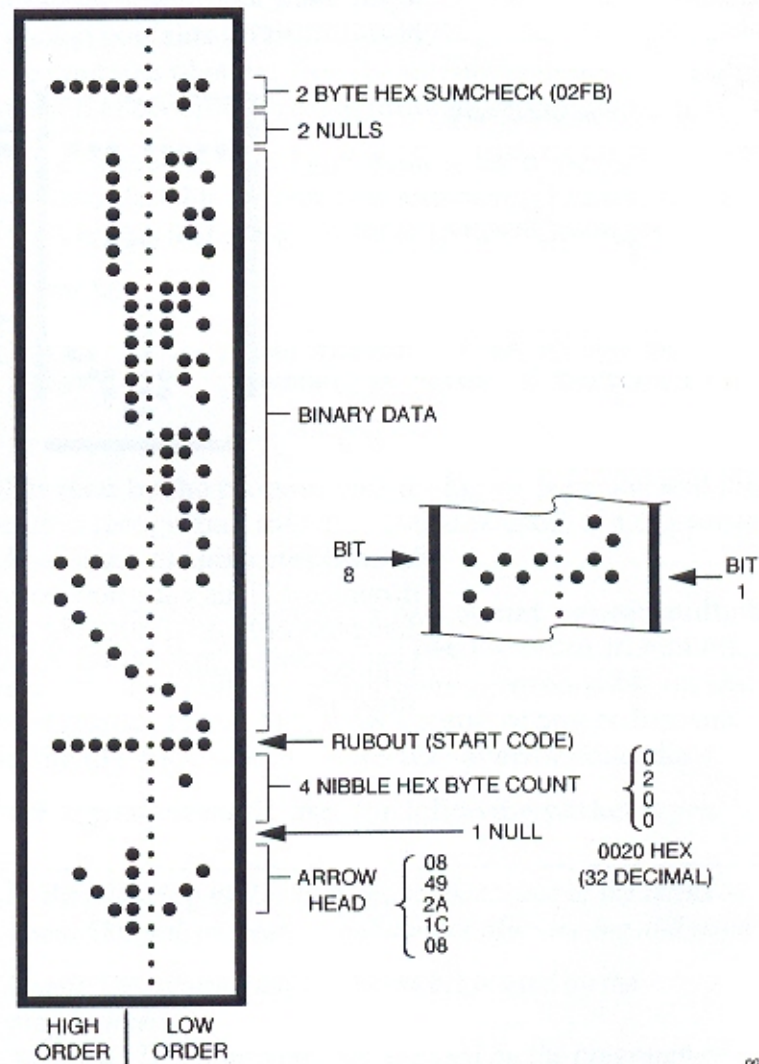 2 BYTE HEX SUMCHECK (02FB)
2 NULLS
BINARY DATA
BIT
8
BIT
1
RUBOUT (START CODE)
4 NIBBLE HEX BYTE COUNT
0
2
0
0
1 NULL
0020 HEX
(32 DECIMAL)
ARROW
HEAD
08
49
2A
1C
08
HIGH
ORDER
LOW
ORDER